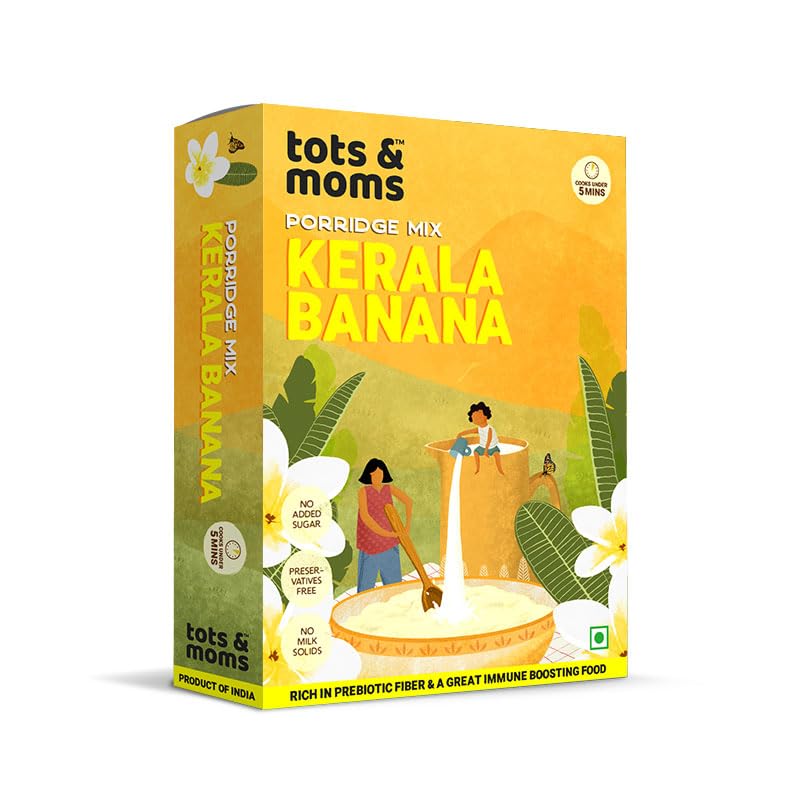 tots &™
moms
PORRIDGE MIX
KERALA
BANANA
COOKS UNDER
5 MINS
NO
ADDED
SUGAR
PRESER-
VATIVES
FREE
NO
MILK
SOLIDS
RICH IN PREBIOTIC FIBER & A GREAT IMMUNE BOOSTING FOOD
PORRIDGE MIX
KERALA BANANA
COOKS UNDER
5 MINS
tots &™
moms
PRODUCT OF INDIA